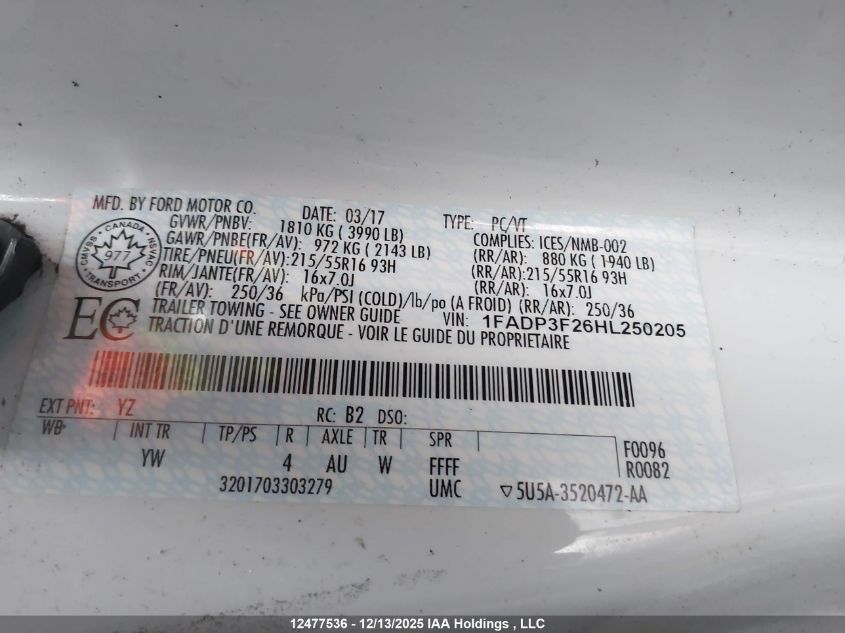 MFD. BY FORD MOTOR CO. DATE: 03/17 TYPE: PC/VT
GVWR/PNBV: 1810 KG ( 3990 LB) COMPLIES: ICES/NMB-002
GAWR/PNBE(FR/AV): 972 KG ( 2143 LB) (RR/AR): 880 KG ( 1940 LB)
TIRE/PNEU(FR/AV):215/55R16 93H (RR/AR):215/55R16 93H
RIM/JANTE(FR/AV): 16x7.0J (RR/AR): 16x7.0J
(FR/AV): 250/36 kPa/PSI (COLD)/lb/po (A FROID) (RR/AR): 250/36
TRAILER TOWING - SEE OWNER GUIDE VIN: 1FADP3F26HL250205
TRACTION D'UNE REMORQUE - VOIR LE GUIDE DU PROPRIETAIRE
CANADA
CMVSS NSVAC
977
TRANSPORT
EC
EXT PNT: YZ RC: B2 DSO:
WB INT TR TP/PS R AXLE TR SPR F0096
YW 4 AU W FFFF R0082
3201703303279 UMC ▽5U5A-3520472-AA
12477536 - 12/13/2025 IAA Holdings , LLC